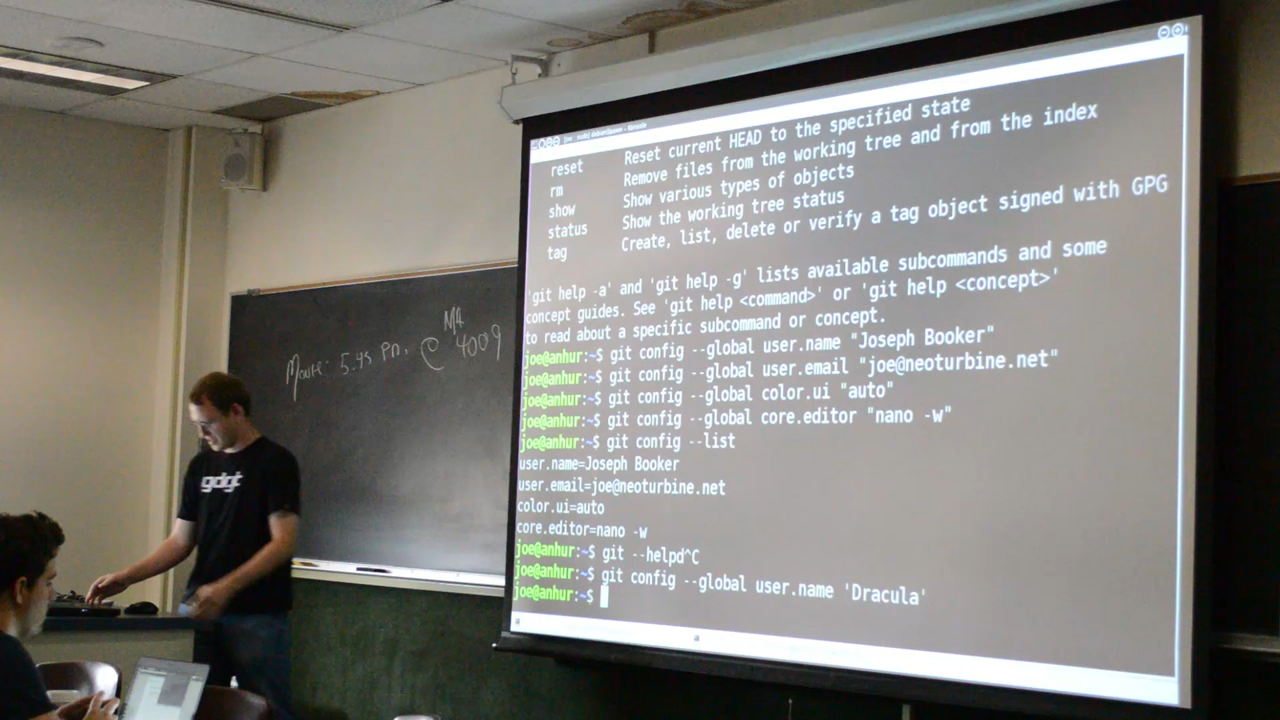 reset Reset current HEAD to the specified state
rm Remove files from the working tree and from the index
show Show various types of objects
status Show the working tree status
tag Create, list, delete or verify a tag object signed with GPG
'git help -a' and 'git help -g' lists available subcommands and some
concept guides. See 'git help <command>' or 'git help <concept>'
to read about a specific subcommand or concept.
joe@anhur:~$ git config --global user.name "Joseph Booker"
joe@anhur:~$ git config --global user.email "joe@neoturbine.net"
joe@anhur:~$ git config --global color.ui "auto"
joe@anhur:~$ git config --global core.editor "nano -w"
joe@anhur:~$ git config --list
user.name=Joseph Booker
user.email=joe@neoturbine.net
color.ui=auto
core.editor=nano -w
joe@anhur:~$ git --helpd^C
joe@anhur:~$ git config --global user.name 'Dracula'
joe@anhur:~$
5.45 PM. @ 4009
gdgt